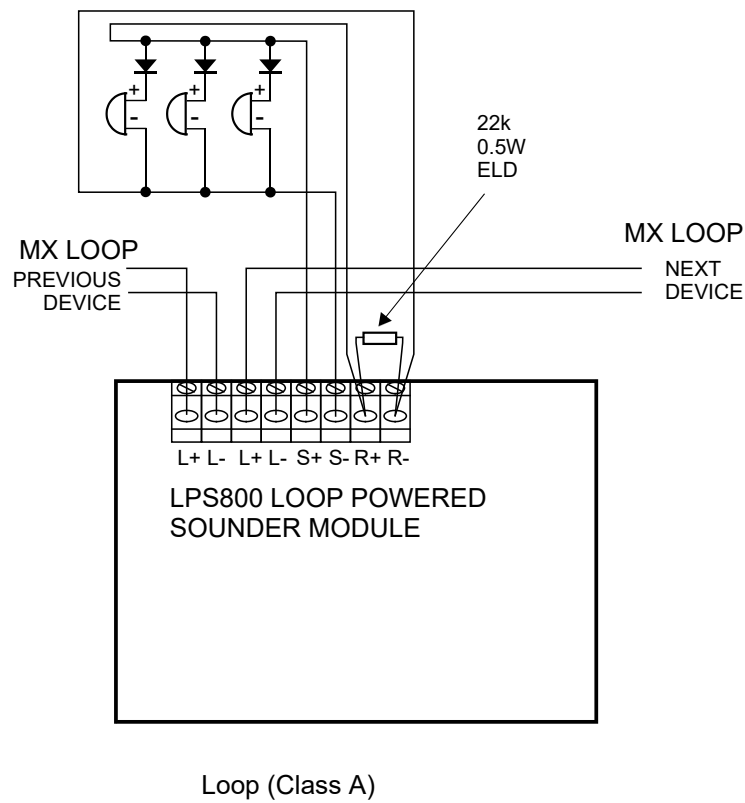 + + +
- - -
22k
0.5W
ELD
MX LOOP
PREVIOUS
DEVICE
MX LOOP
NEXT
DEVICE
L+ L- L+ L- S+ S- R+ R-
LPS800 LOOP POWERED
SOUNDER MODULE
Loop (Class A)